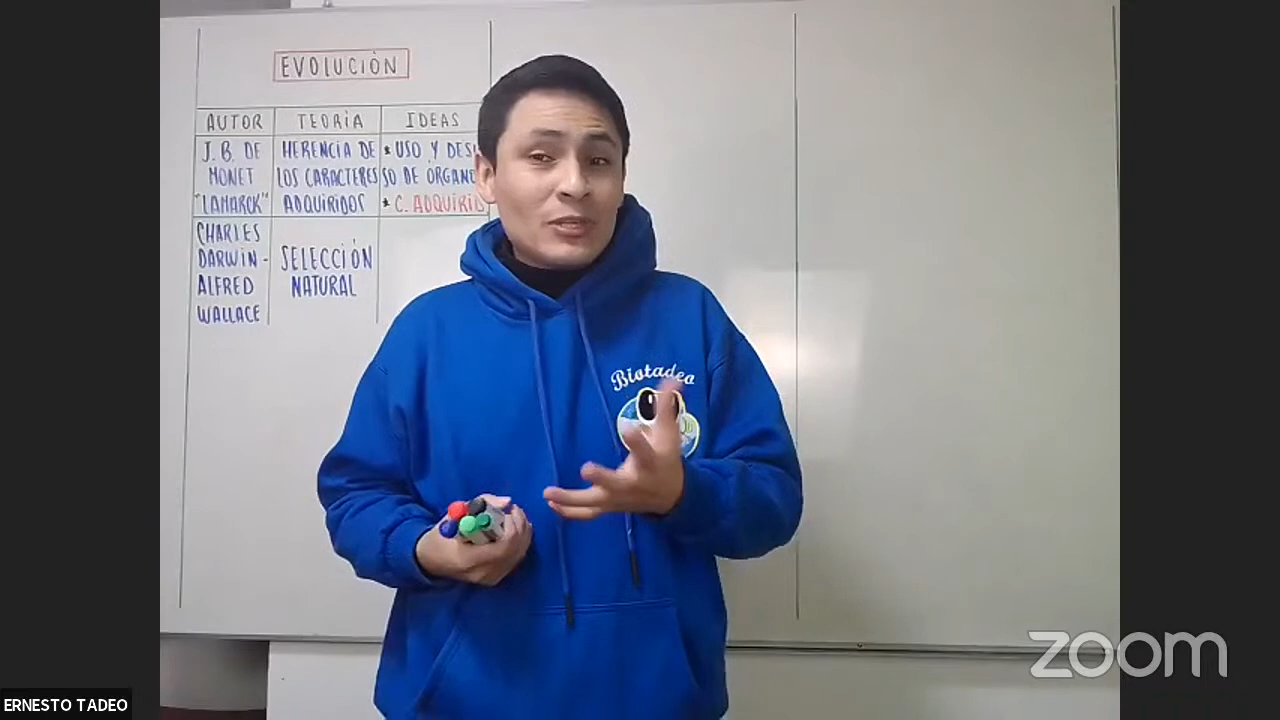 EVOLUCIÓN
AUTOR TEORÍA IDEAS
J. B. DE
MONET
"LAMARCK"
HERENCIA DE
LOS CARACTERES
ADQUIRIDOS
* USO Y DESU
SO DE ORGANO
* C. ADQUIRID
CHARLES
DARWIN -
ALFRED
WALLACE
SELECCIÓN
NATURAL
Biotadeo
zoom
ERNESTO TADEO